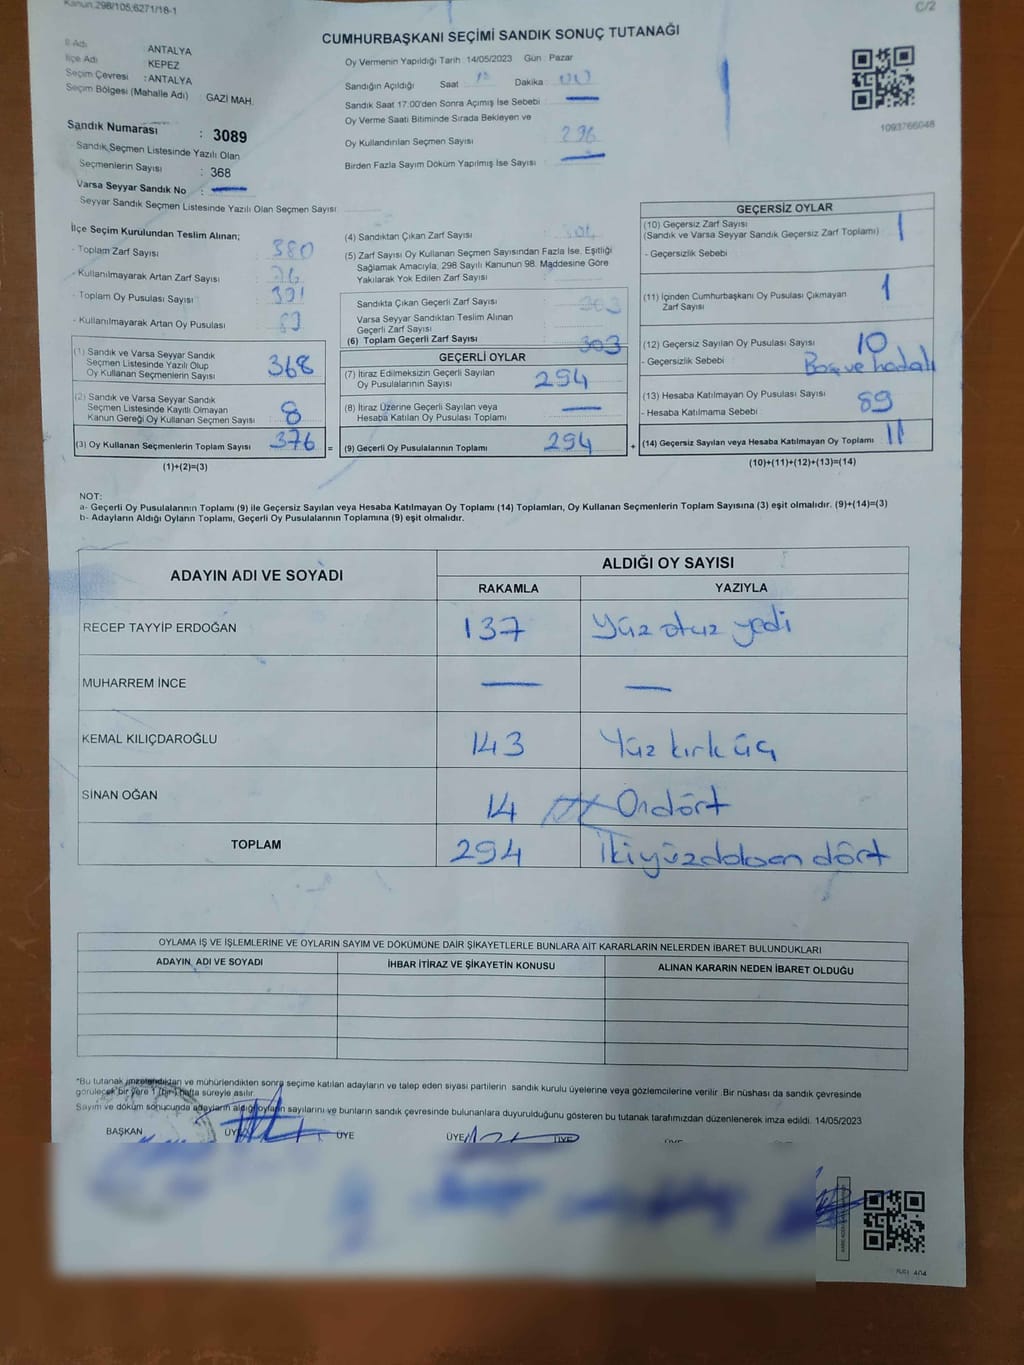 Kanun.298/105;6271/18-1
C/2
CUMHURBAŞKANI SEÇİMİ SANDIK SONUÇ TUTANAĞI
İl Adı ANTALYA
İlçe Adı KEPEZ
Seçim Çevresi : ANTALYA
Seçim Bölgesi (Mahalle Adı) GAZİ MAH.
Sandık Numarası : 3089
Sandık Seçmen Listesinde Yazılı Olan
Seçmenlerin Sayısı : 368
Varsa Seyyar Sandık No :
Seyyar Sandık Seçmen Listesinde Yazılı Olan Seçmen Sayısı
Oy Vermenin Yapıldığı Tarih : 14/05/2023 Gün : Pazar
Sandığın Açıldığı Saat Dakika
Sandık Saat 17:00'den Sonra Açımış İse Sebebi
Oy Verme Saati Bitiminde Sırada Bekleyen ve
Oy Kullandırılan Seçmen Sayısı 296
Birden Fazla Sayım Döküm Yapılmış İse Sayısı
1093766048
İlçe Seçim Kurulundan Teslim Alınan;
- Toplam Zarf Sayısı 380
- Kullanılmayarak Artan Zarf Sayısı 76
- Toplam Oy Pusulası Sayısı 391
- Kullanılmayarak Artan Oy Pusulası
(1) Sandık ve Varsa Seyyar Sandık
Seçmen Listesinde Yazılı Olup
Oy Kullanan Seçmenlerin Sayısı 368
(2) Sandık ve Varsa Seyyar Sandık
Seçmen Listesinde Kayıtlı Olmayan
Kanun Gereği Oy Kullanan Seçmen Sayısı 8
(3) Oy Kullanan Seçmenlerin Toplam Sayısı 376 =
(1)+(2)=(3)
(4) Sandıktan Çıkan Zarf Sayısı 304
(5) Zarf Sayısı Oy Kullanan Seçmen Sayısından Fazla İse, Eşitliği
Sağlamak Amacıyla, 298 Sayılı Kanunun 98. Maddesine Göre
Yakılarak Yok Edilen Zarf Sayısı
Sandıkta Çıkan Geçerli Zarf Sayısı 303
Varsa Seyyar Sandıktan Teslim Alınan
Geçerli Zarf Sayısı
(6) Toplam Geçerli Zarf Sayısı 303
GEÇERLİ OYLAR
(7) İtiraz Edilmeksizin Geçerli Sayılan
Oy Pusulalarının Sayısı 294
(8) İtiraz Üzerine Geçerli Sayılan veya
Hesaba Katılan Oy Pusulası Toplamı
(9) Geçerli Oy Pusulalarının Toplamı 294 +
GEÇERSİZ OYLAR
(10) Geçersiz Zarf Sayısı
(Sandık ve Varsa Seyyar Sandık Geçersiz Zarf Toplamı) 1
- Geçersizlik Sebebi
(11) İçinden Cumhurbaşkanı Oy Pusulası Çıkmayan
Zarf Sayısı 1
(12) Geçersiz Sayılan Oy Pusulası Sayısı 10
- Geçersizlik Sebebi Boş ve hatalı
(13) Hesaba Katılmayan Oy Pusulası Sayısı 89
- Hesaba Katılmama Sebebi
(14) Geçersiz Sayılan veya Hesaba Katılmayan Oy Toplamı 11
(10)+(11)+(12)+(13)=(14)
NOT:
a- Geçerli Oy Pusulalarının Toplamı (9) ile Geçersiz Sayılan veya Hesaba Katılmayan Oy Toplamı (14) Toplamları, Oy Kullanan Seçmenlerin Toplam Sayısına (3) eşit olmalıdır. (9)+(14)=(3)
b- Adayların Aldığı Oyların Toplamı, Geçerli Oy Pusulalarının Toplamına (9) eşit olmalıdır.
ADAYIN ADI VE SOYADI ALDIĞI OY SAYISI
RAKAMLA YAZIYLA
RECEP TAYYİP ERDOĞAN 137 Yüz otuz yedi
MUHARREM İNCE
KEMAL KILIÇDAROĞLU 143 Yüz kırk üç
SİNAN OĞAN 14 Ondört
TOPLAM 294 İkiyüzdoksan dört
OYLAMA İŞ VE İŞLEMLERİNE VE OYLARIN SAYIM VE DÖKÜMÜNE DAİR ŞİKAYETLERLE BUNLARA AİT KARARLARIN NELERDEN İBARET BULUNDUKLARI
ADAYIN ADI VE SOYADI İHBAR İTİRAZ VE ŞİKAYETİN KONUSU ALINAN KARARIN NEDEN İBARET OLDUĞU
*Bu tutanak imzalandıktan ve mühürlendikten sonra seçime katılan adayların ve talep eden siyasi partilerin sandık kurulu üyelerine veya gözlemcilerine verilir. Bir nüshası da sandık çevresinde
görülecek bir yere 1 (bir) hafta süreyle asılır.
Sayım ve döküm sonucunda adayların aldığı oyların sayılarını ve bunların sandık çevresinde bulunanlara duyurulduğunu gösteren bu tutanak tarafımızdan düzenlenerek imza edildi. 14/05/2023
BAŞKAN ÜYE ÜYE ÜYE ÜYE